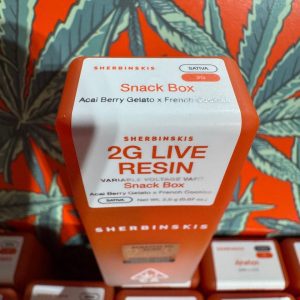 SHERBINSKIS
SATIVA
2G
Snack Box
Acai Berry Gelato x French Cookies
SHERBINSKIS
2G LIVE
RESIN
VARIABLE VOLTAGE VAPE
Snack Box
Acai Berry Gelato x French Cookies
SATIVA
SHERBINSKIS